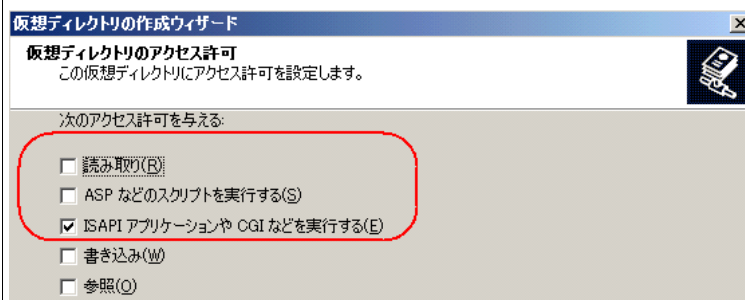 仮想ディレクトリの作成ウィザード
仮想ディレクトリのアクセス許可
この仮想ディレクトリにアクセス許可を設定します。
次のアクセス許可を与える:
読み取り(R)
ASP などのスクリプトを実行する(S)
ISAPI アプリケーションや CGI などを実行する(E)
書き込み(W)
参照(O)